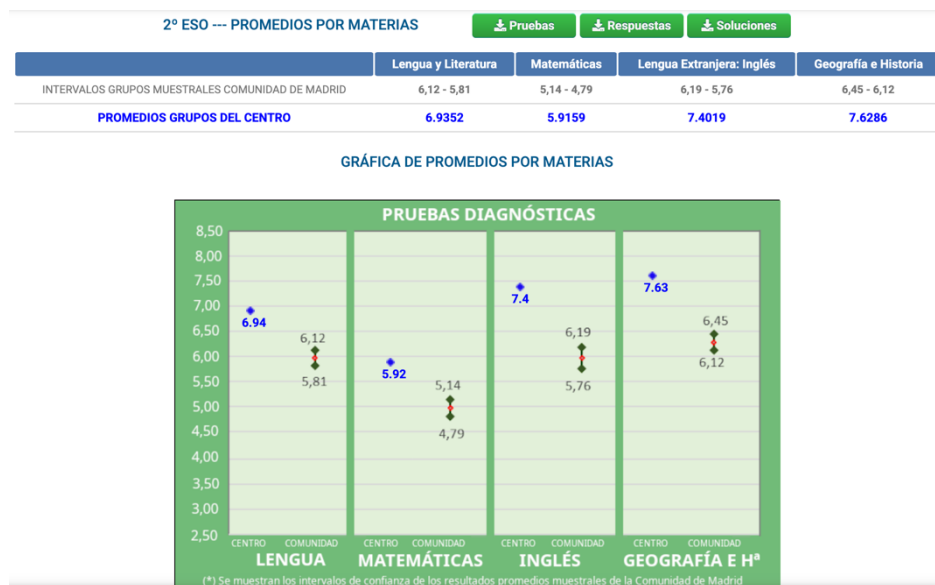 2º ESO --- PROMEDIOS POR MATERIAS Pruebas Respuestas Soluciones
Lengua y Literatura Matemáticas Lengua Extranjera: Inglés Geografía e Historia
INTERVALOS GRUPOS MUESTRALES COMUNIDAD DE MADRID 6,12 - 5,81 5,14 - 4,79 6,19 - 5,76 6,45 - 6,12
PROMEDIOS GRUPOS DEL CENTRO 6.9352 5.9159 7.4019 7.6286
GRÁFICA DE PROMEDIOS POR MATERIAS
PRUEBAS DIAGNÓSTICAS
8,50
8,00
7,50
7,00
6,50
6,00
5,50
5,00
4,50
4,00
3,50
3,00
2,50
6.94
6,12
5,81
5.92
5,14
4,79
7.4
6,19
5,76
7.63
6,45
6,12
CENTRO COMUNIDAD CENTRO COMUNIDAD CENTRO COMUNIDAD CENTRO COMUNIDAD
LENGUA MATEMÁTICAS INGLÉS GEOGRAFÍA E Hª
(*) Se muestran los intervalos de confianza de los resultados promedios muestrales de la Comunidad de Madrid